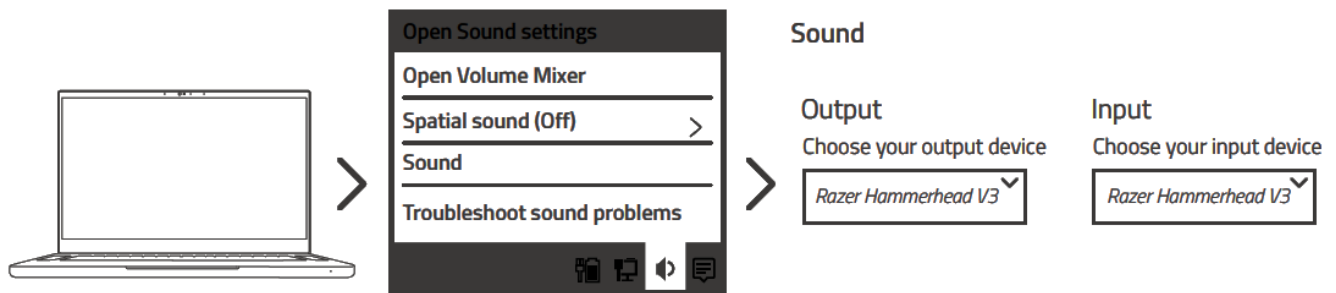 Open Sound settings
Open Volume Mixer
Spatial sound (Off)
Sound
Troubleshoot sound problems
Sound
Output
Choose your output device
Razer Hammerhead V3
Input
Choose your input device
Razer Hammerhead V3